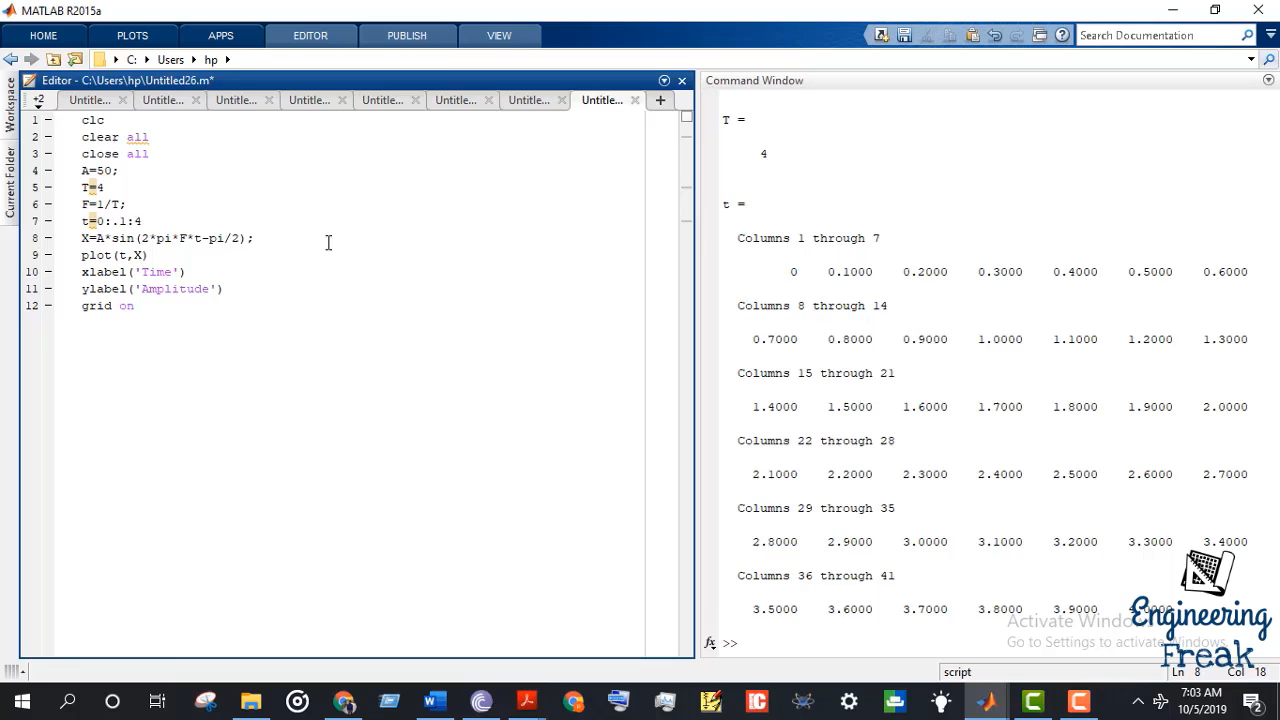 MATLAB R2015a
HOME PLOTS APPS EDITOR PUBLISH VIEW Search Documentation
C: Users hp
Editor - C:\Users\hp\Untitled26.m* Command Window
+2 Untitle... Untitle... Untitle... Untitle... Untitle... Untitle... Untitle... Untitle... +
Workspace
Current Folder
1 - clc
2 - clear all
3 - close all
4 - A=50;
5 - T=4
6 - F=1/T;
7 - t=0:.1:4
8 - X=A*sin(2*pi*F*t-pi/2);
9 - plot(t,X)
10 - xlabel('Time')
11 - ylabel('Amplitude')
12 - grid on
T =
4
t =
Columns 1 through 7
0 0.1000 0.2000 0.3000 0.4000 0.5000 0.6000
Columns 8 through 14
0.7000 0.8000 0.9000 1.0000 1.1000 1.2000 1.3000
Columns 15 through 21
1.4000 1.5000 1.6000 1.7000 1.8000 1.9000 2.0000
Columns 22 through 28
2.1000 2.2000 2.3000 2.4000 2.5000 2.6000 2.7000
Columns 29 through 35
2.8000 2.9000 3.0000 3.1000 3.2000 3.3000 3.4000
Columns 36 through 41
3.5000 3.6000 3.7000 3.8000 3.9000
fx >>
Activate Windows
Go to Settings to activate Windows.
Engineering
Freak
script Ln 8 Col 18
7:03 AM
10/5/2019